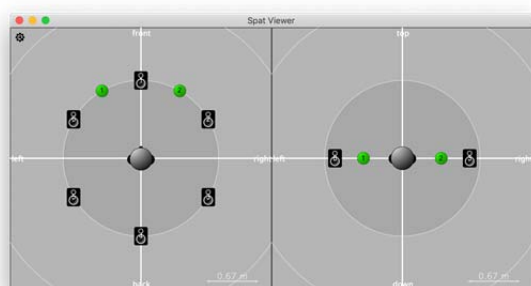 Spat Viewer
front
top
1
2
left
right
left
1
2
right
0.67 m
0.67 m
back
down